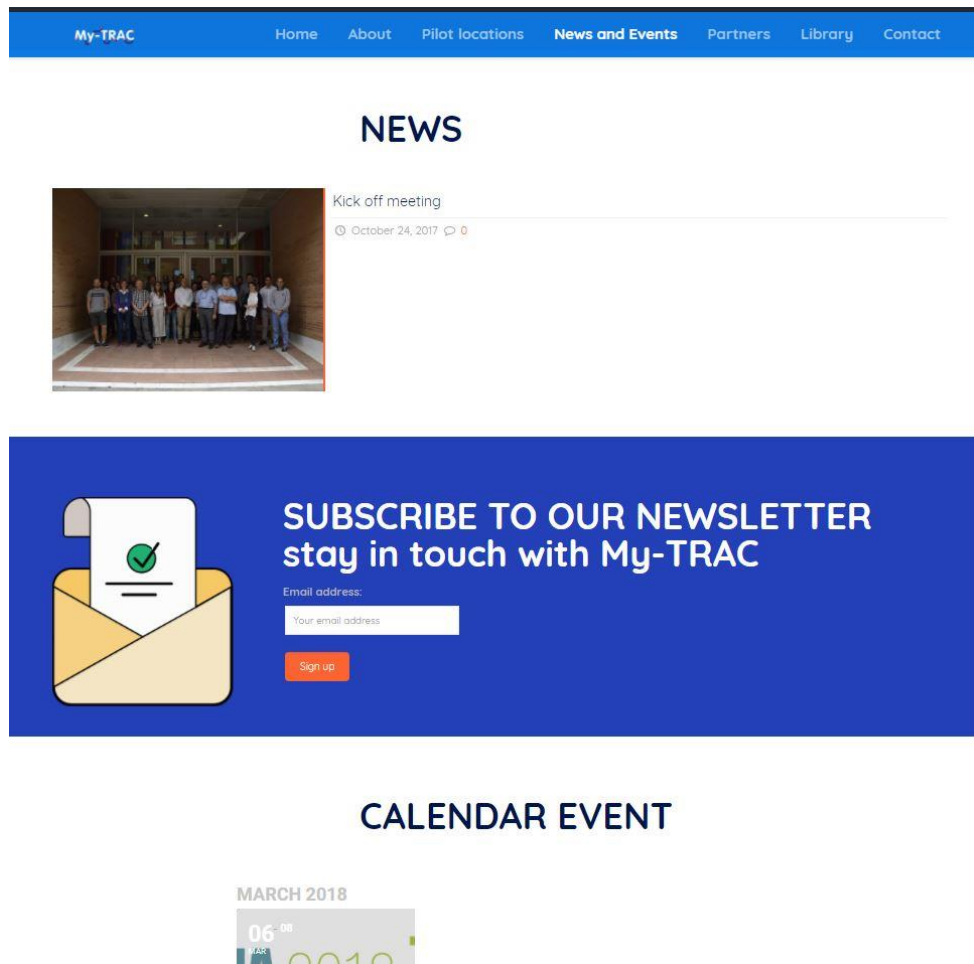 My-TRAC Home About Pilot locations News and Events Partners Library Contact
NEWS
Kick off meeting
October 24, 2017 0
SUBSCRIBE TO OUR NEWSLETTER
stay in touch with My-TRAC
Email address:
Your email address
Sign up
CALENDAR EVENT
MARCH 2018
06 - 08
MAR